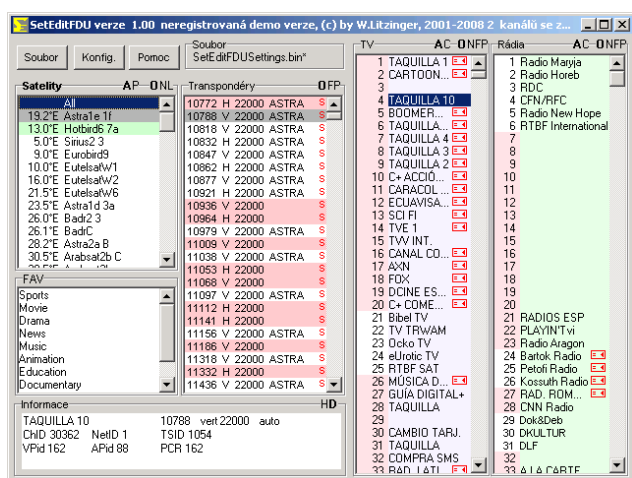 SetEditFDU verze 1.00 neregistrovaná demo verze, (c) by W.Litzinger, 2001-2008 2 kanálů se z...
Soubor Konfig. Pomoc
Soubor
SetEditFDUSettings.bin*
Satelity AP ONL
All
19.2°E Astra1e 1f
13.0°E Hotbird6 7a
5.0°E Sirius2 3
9.0°E Eurobird9
10.0°E EutelsatW1
16.0°E EutelsatW2
21.5°E EutelsatW6
23.5°E Astra1d 3a
26.0°E Badr2 3
26.1°E BadrC
28.2°E Astra2a B
30.5°E Arabsat2b C
FAV
Sports
Movie
Drama
News
Music
Animation
Education
Documentary
Transpondéry OFP
10772 H 22000 ASTRA S
10788 V 22000 ASTRA S
10818 V 22000 ASTRA S
10832 H 22000 ASTRA S
10847 V 22000 ASTRA S
10862 H 22000 ASTRA S
10877 V 22000 ASTRA S
10921 H 22000 ASTRA S
10936 V 22000 S
10964 H 22000 S
10979 V 22000 ASTRA S
11009 V 22000 S
11038 V 22000 ASTRA S
11053 H 22000 S
11068 V 22000 S
11097 V 22000 ASTRA S
11112 H 22000 S
11141 H 22000 S
11156 V 22000 ASTRA S
11186 V 22000 S
11318 V 22000 ASTRA S
11332 H 22000 S
11436 V 22000 ASTRA S
Informace HD
TAQUILLA 10 10788 vert 22000 auto
ChID 30362 NetID 1 TSID 1054
VPid 162 APid 88 PCR 162
TV AC ONFP
1 TAQUILLA 1
2 CARTOON...
3
4 TAQUILLA 10
5 BOOMER...
6 TAQUILLA...
7 TAQUILLA 4
8 TAQUILLA 3
9 TAQUILLA 2
10 C+ ACCIÓ...
11 CARACOL ...
12 ECUAVISA...
13 SCI FI
14 TVE 1
15 TVV INT.
16 CANAL CO...
17 AXN
18 FOX
19 DCINE ES...
20 C+ COME...
21 Bibel TV
22 TV TRWAM
23 Ocko TV
24 eUrotic TV
25 RTBF SAT
26 MÚSICA D...
27 GUÍA DIGITAL+
28 TAQUILLA
29
30 CAMBIO TARJ.
31 TAQUILLA
32 COMPRA SMS
33 RAD. LATI...
Rádia AC ONFP
1 Radio Maryja
2 Radio Horeb
3 RDC
4 CFN/RFC
5 Radio New Hope
6 RTBF International
7
8
9
10
11
12
13
14
15
16
17
18
19
20
21 RADIOS ESP
22 PLAYIN'Tvi
23 Radio Aragon
24 Bartok Radio
25 Petofi Radio
26 Kossuth Radio
27 RAD. ROM...
28 CNN Radio
29 Dok&Deb
30 DKULTUR
31 DLF
32
33 A LA CARTE